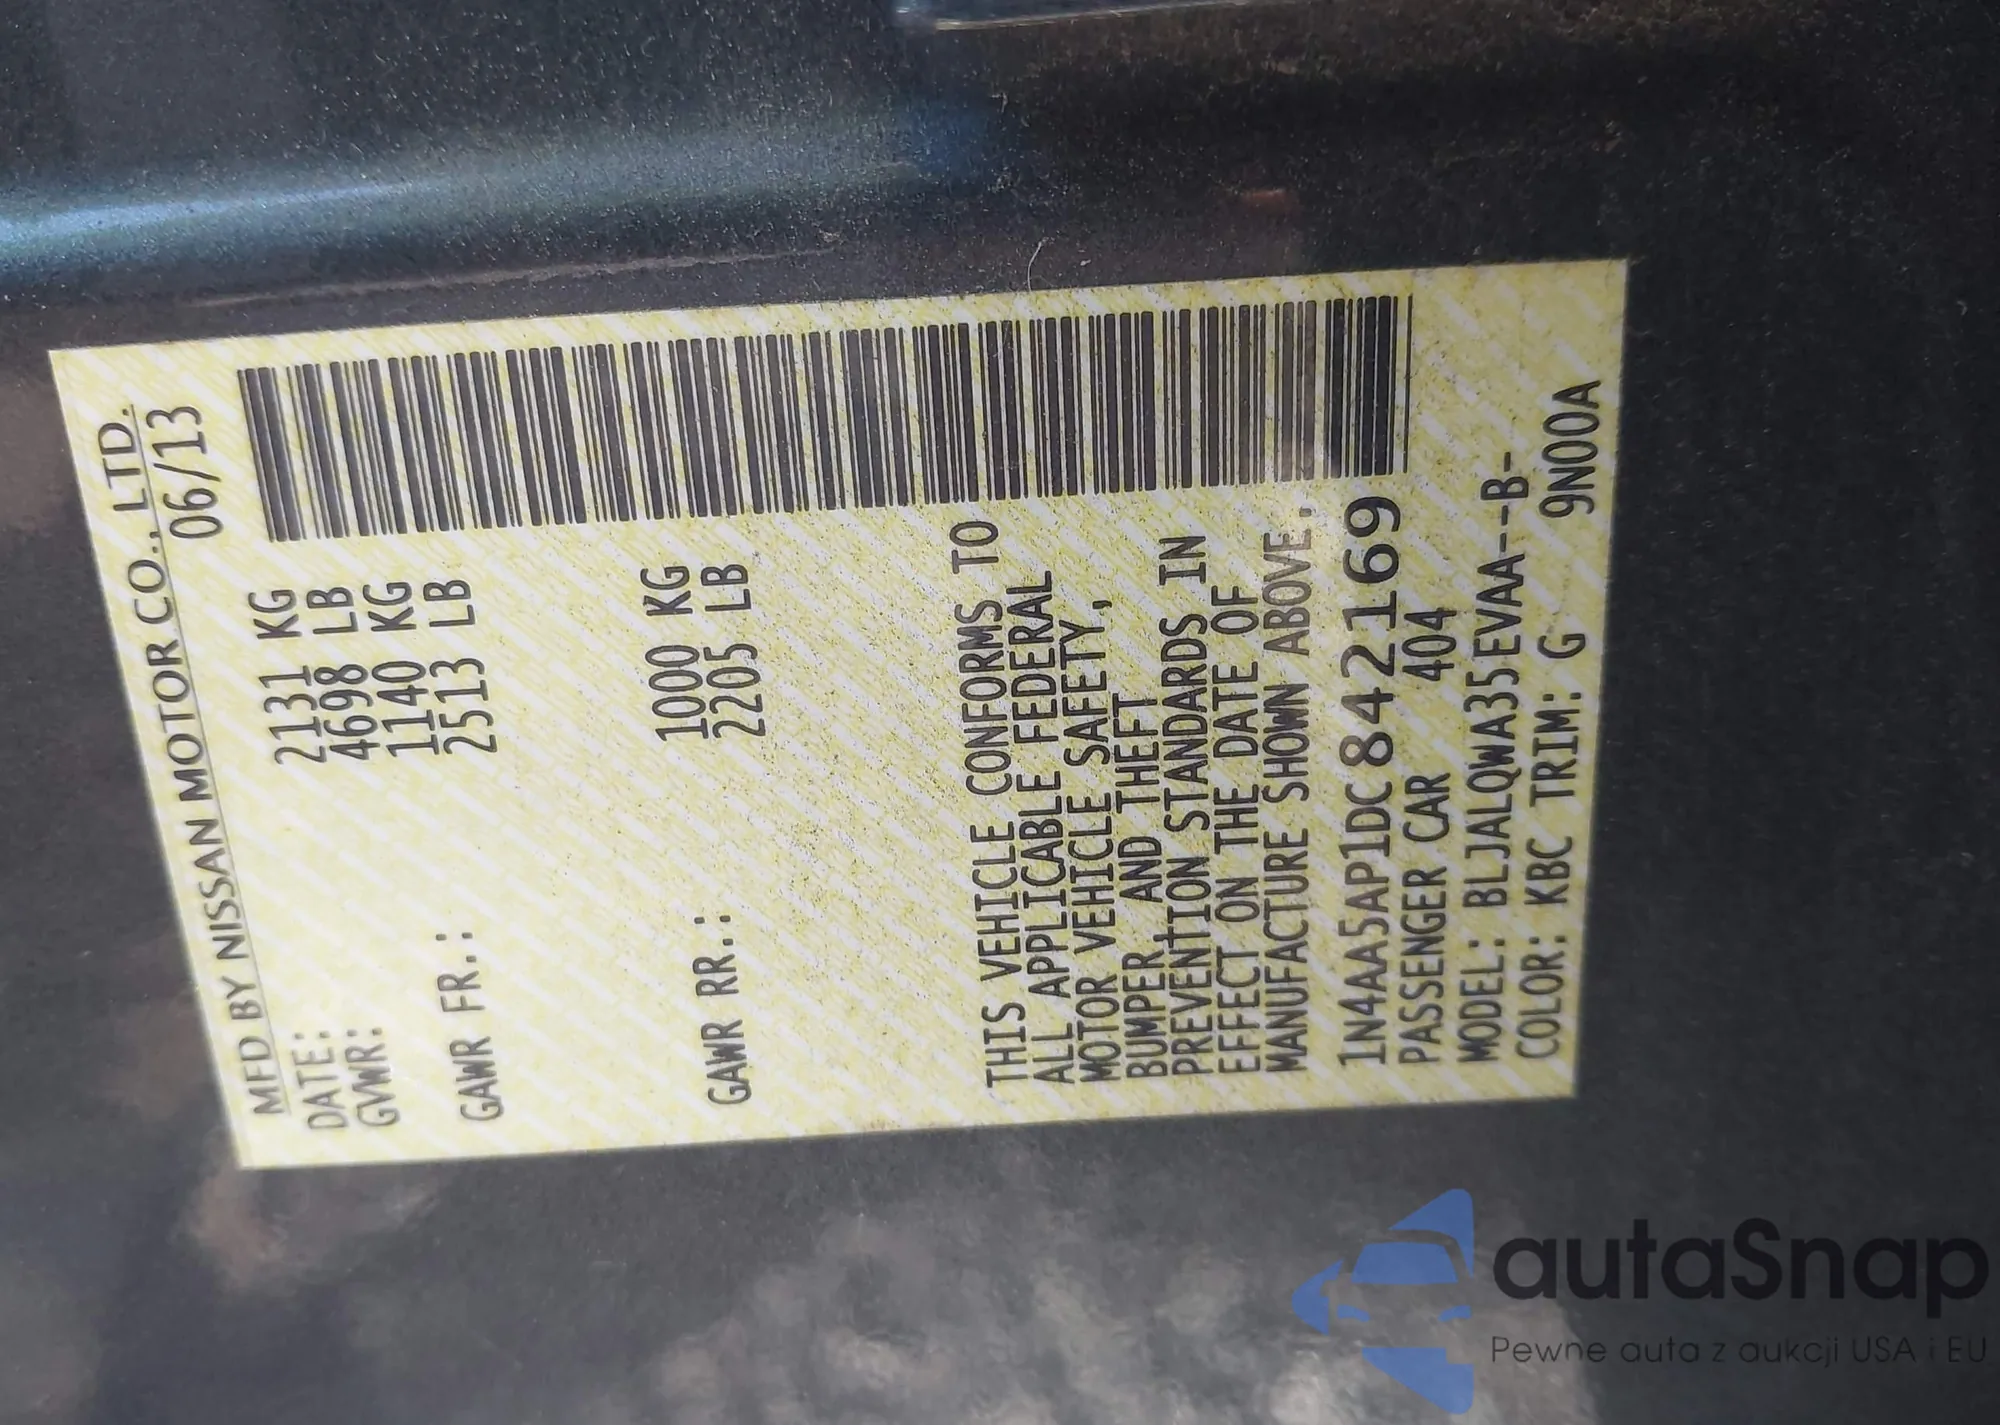 MFD BY NISSAN MOTOR CO., LTD.
DATE: 06/13
GVWR: 2131 KG
4698 LB
GAWR FR.: 1140 KG
2513 LB
GAWR RR.: 1000 KG
2205 LB
THIS VEHICLE CONFORMS TO
ALL APPLICABLE FEDERAL
MOTOR VEHICLE SAFETY,
BUMPER AND THEFT
PREVENTION STANDARDS IN
EFFECT ON THE DATE OF
MANUFACTURE SHOWN ABOVE.
1N4AA5AP1DC842169
PASSENGER CAR 404
MODEL: BLJALQWA35EVAA--B-
COLOR: KBC TRIM: G 9N00A
autaSnap
Pewne auta z aukcji USA i EU